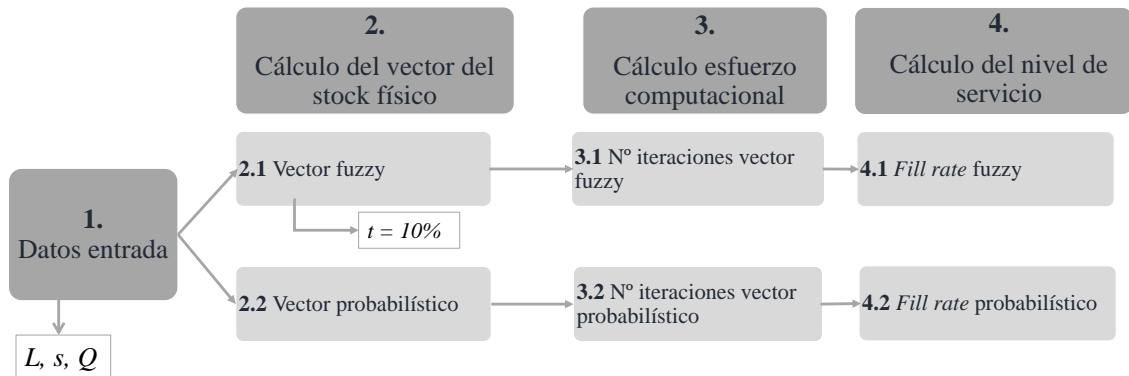 2.
Cálculo del vector del
stock físico
3.
Cálculo esfuerzo
computacional
4.
Cálculo del nivel de
servicio
1.
Datos entrada
L, s, Q
2.1 Vector fuzzy
t = 10%
3.1 Nº iteraciones vector
fuzzy
4.1 Fill rate fuzzy
2.2 Vector probabilístico
3.2 Nº iteraciones vector
probabilístico
4.2 Fill rate probabilístico